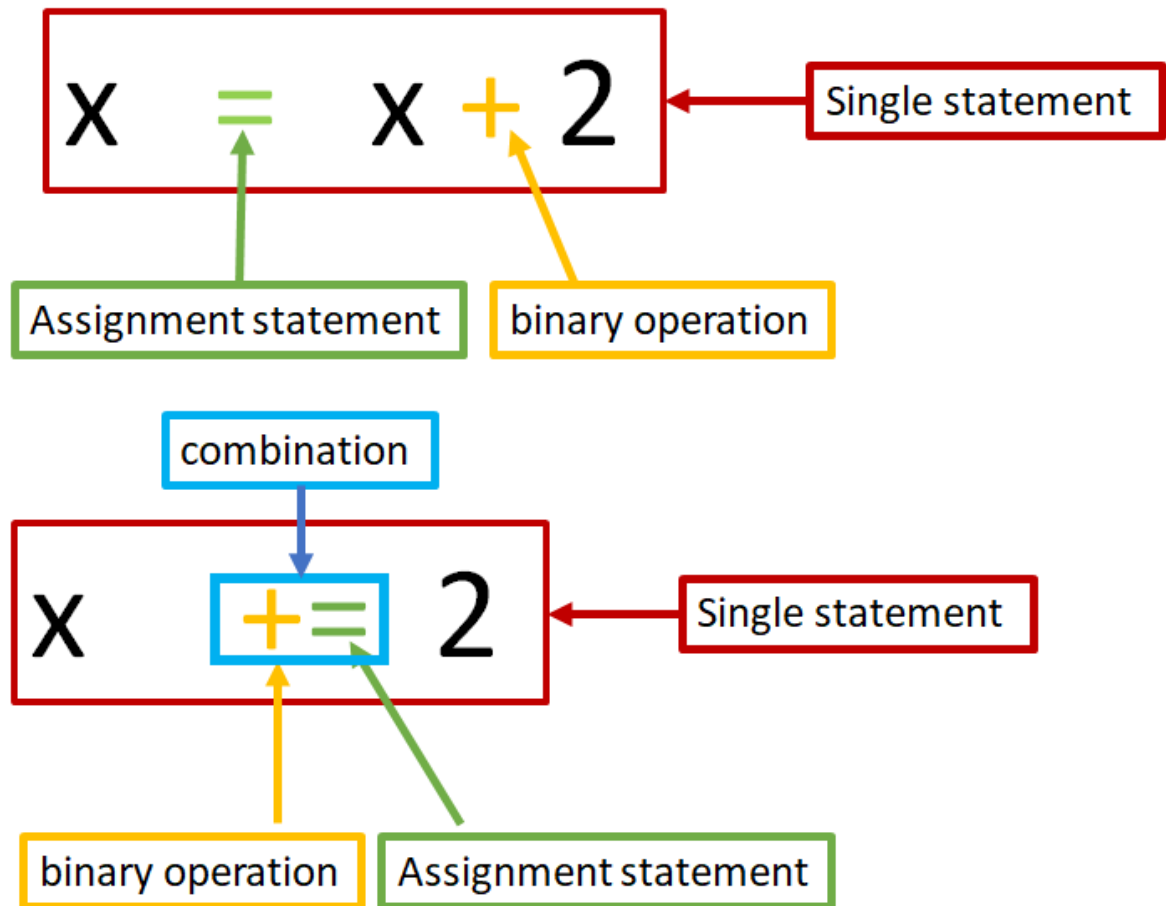 x = x + 2
Single statement
Assignment statement
binary operation
combination
x += 2
Single statement
binary operation
Assignment statement